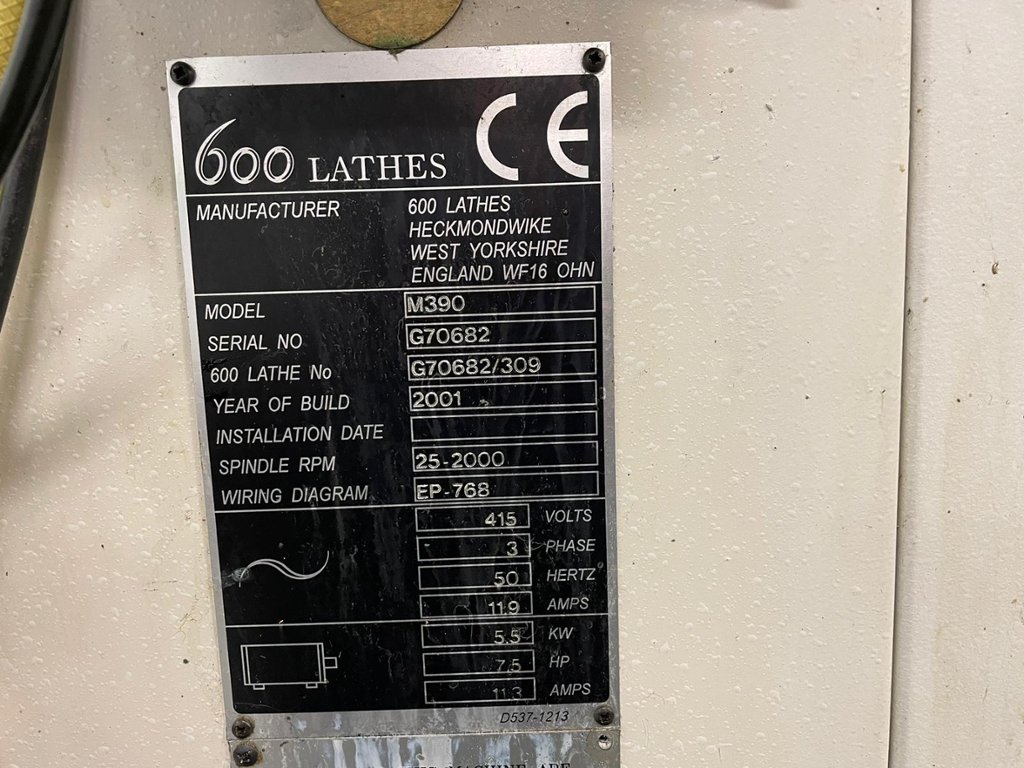 600 LATHES CE
MANUFACTURER 600 LATHES
HECKMONDWIKE
WEST YORKSHIRE
ENGLAND WF16 OHN
MODEL M390
SERIAL NO G70682
600 LATHE No G70682/309
YEAR OF BUILD 2001
INSTALLATION DATE
SPINDLE RPM 25-2000
WIRING DIAGRAM EP-768
415 VOLTS
3 PHASE
50 HERTZ
11.9 AMPS
5.5 KW
7.5 HP
11.3 AMPS
D537-1213
MACHINE ARE